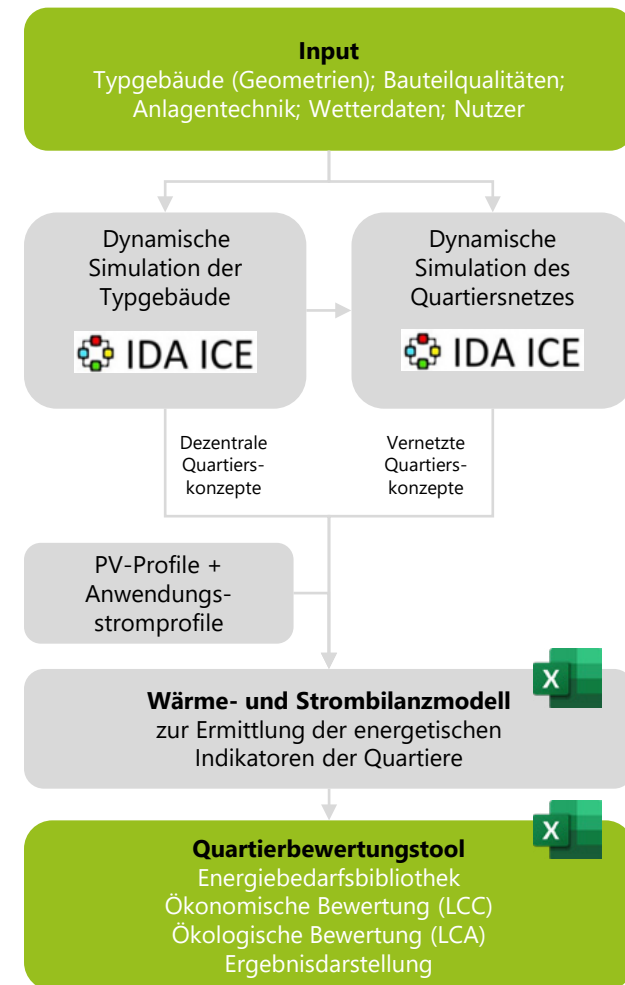 Input
Typgebäude (Geometrien); Bauteilqualitäten;
Anlagentechnik; Wetterdaten; Nutzer
Dynamische
Simulation der
Typgebäude
IDA ICE
Dynamische
Simulation des
Quartiersnetzes
IDA ICE
Dezentrale
Quartiers-
konzepte
Vernetzte
Quartiers-
konzepte
PV-Profile +
Anwendungs-
stromprofile
X
Wärme- und Strombilanzmodell
zur Ermittlung der energetischen
Indikatoren der Quartiere
X
Quartierbewertungstool
Energiebedarfsbibliothek
Ökonomische Bewertung (LCC)
Ökologische Bewertung (LCA)
Ergebnisdarstellung